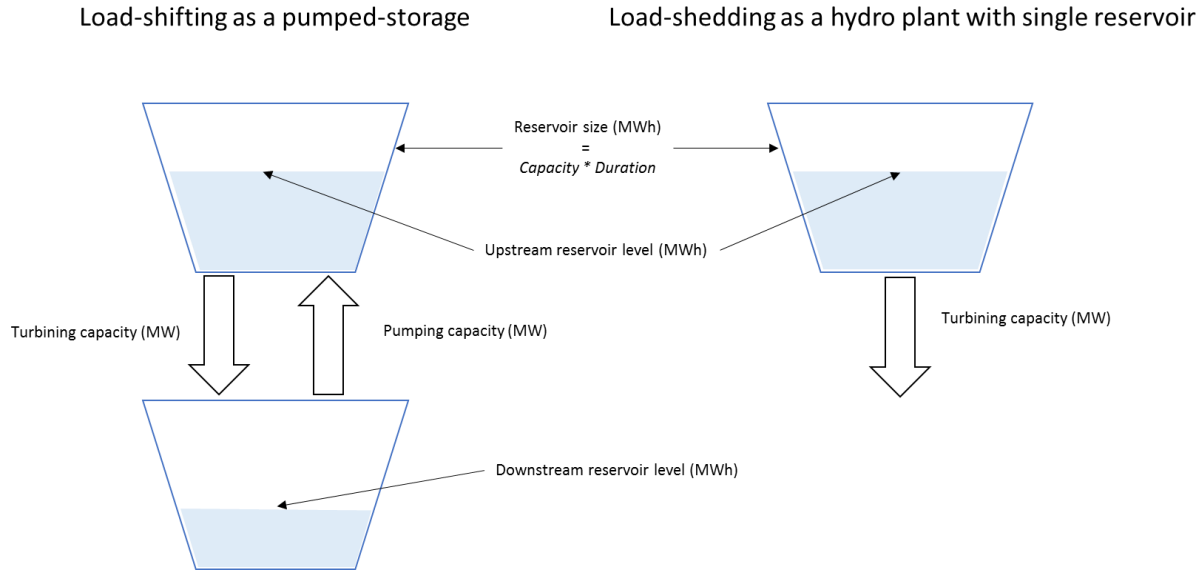 Load-shifting as a pumped-storage
Load-shedding as a hydro plant with single reservoir
Reservoir size (MWh)
=
Capacity * Duration
Upstream reservoir level (MWh)
Turbining capacity (MW)
Pumping capacity (MW)
Turbining capacity (MW)
Downstream reservoir level (MWh)